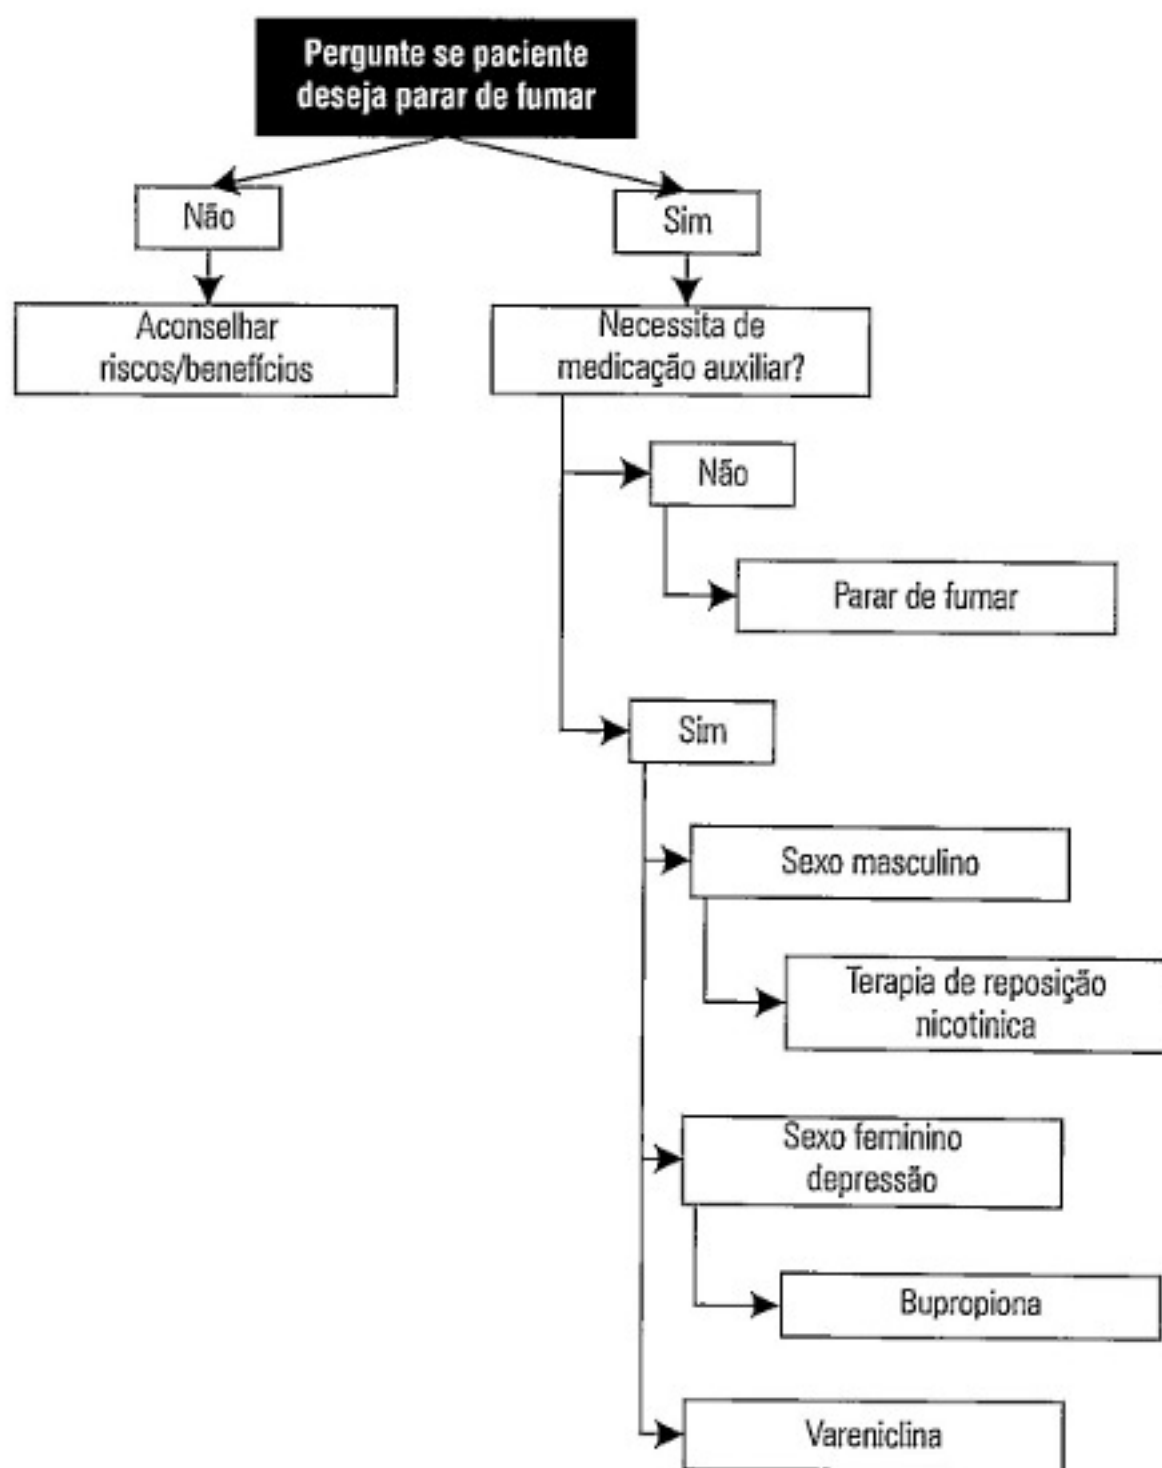 Pergunte se paciente
deseja parar de fumar
Não
Sim
Aconselhar
riscos/benefícios
Necessita de
medicação auxiliar?
Não
Parar de fumar
Sim
Sexo masculino
Terapia de reposição
nicotinica
Sexo feminino
depressão
Bupropiona
Vareniclina